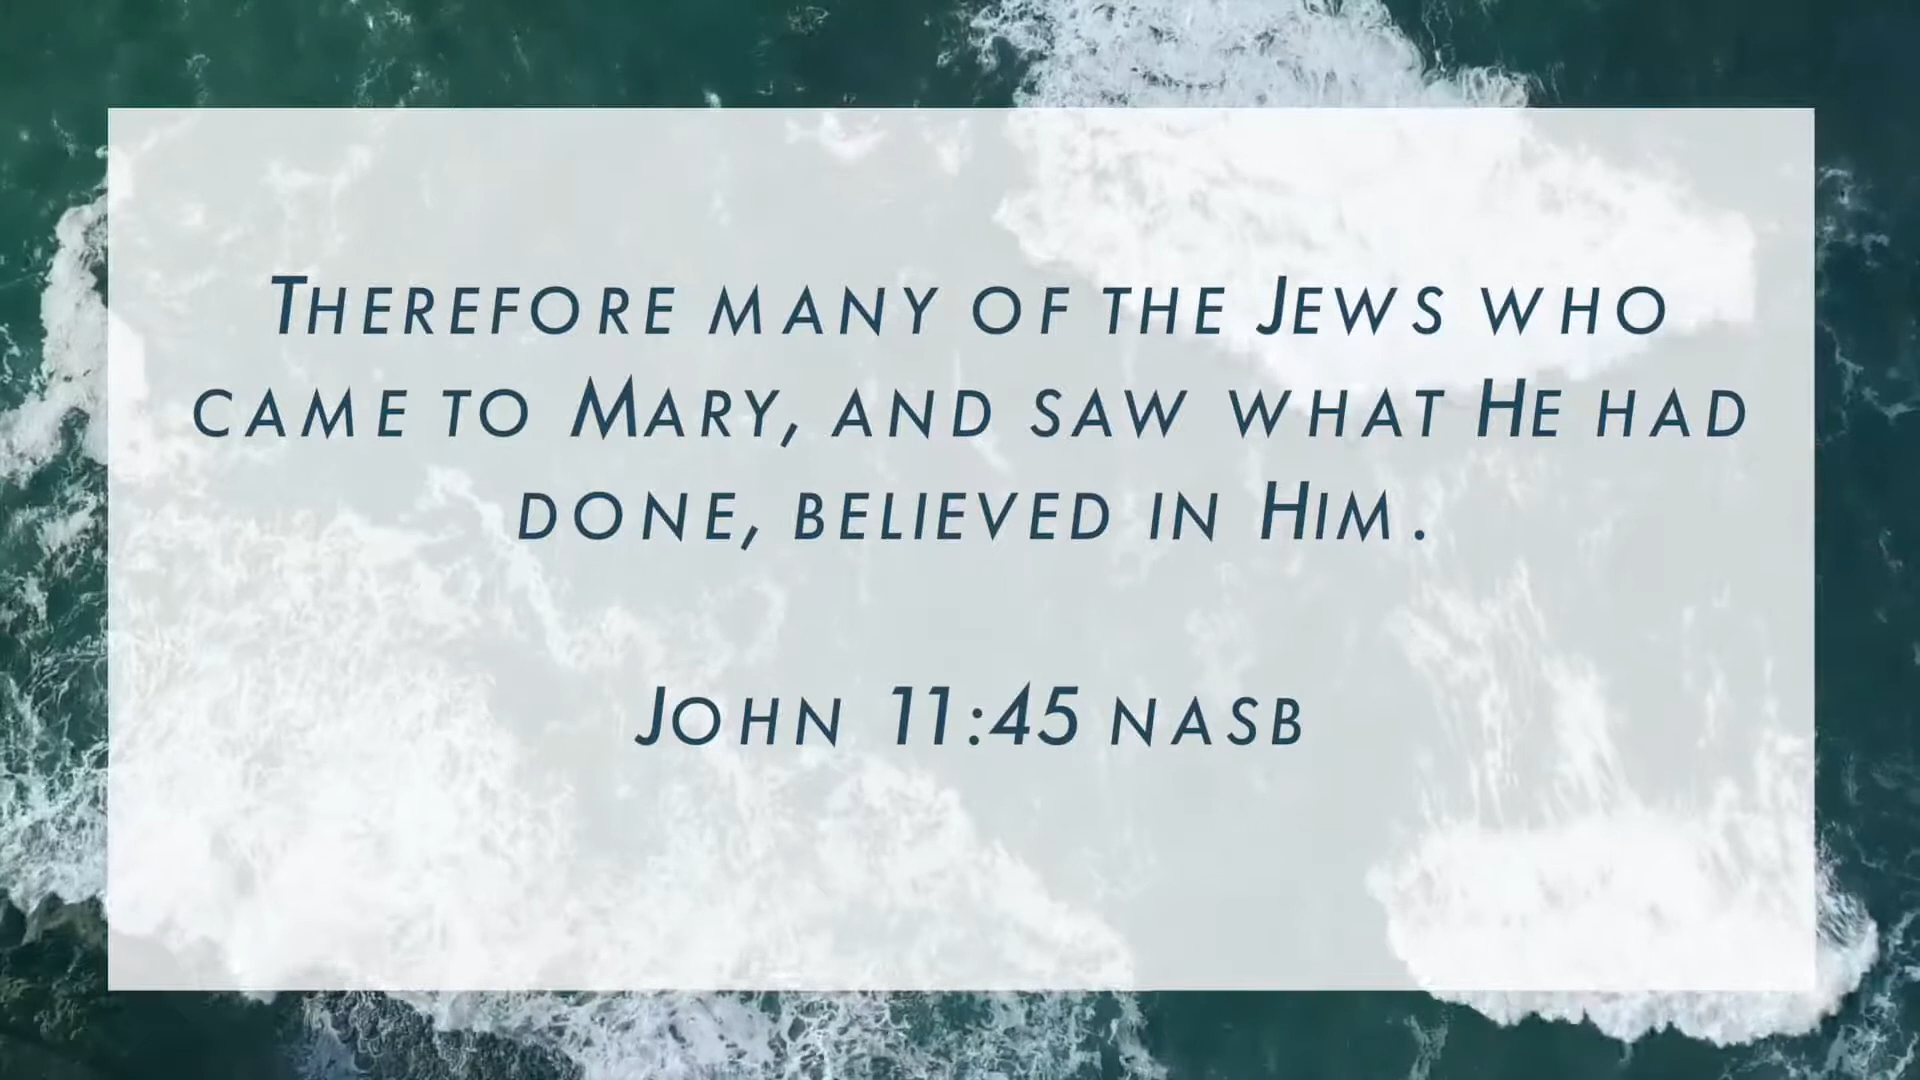 Therefore many of the Jews who
came to Mary, and saw what He had
done, believed in Him.
John 11:45 NASB